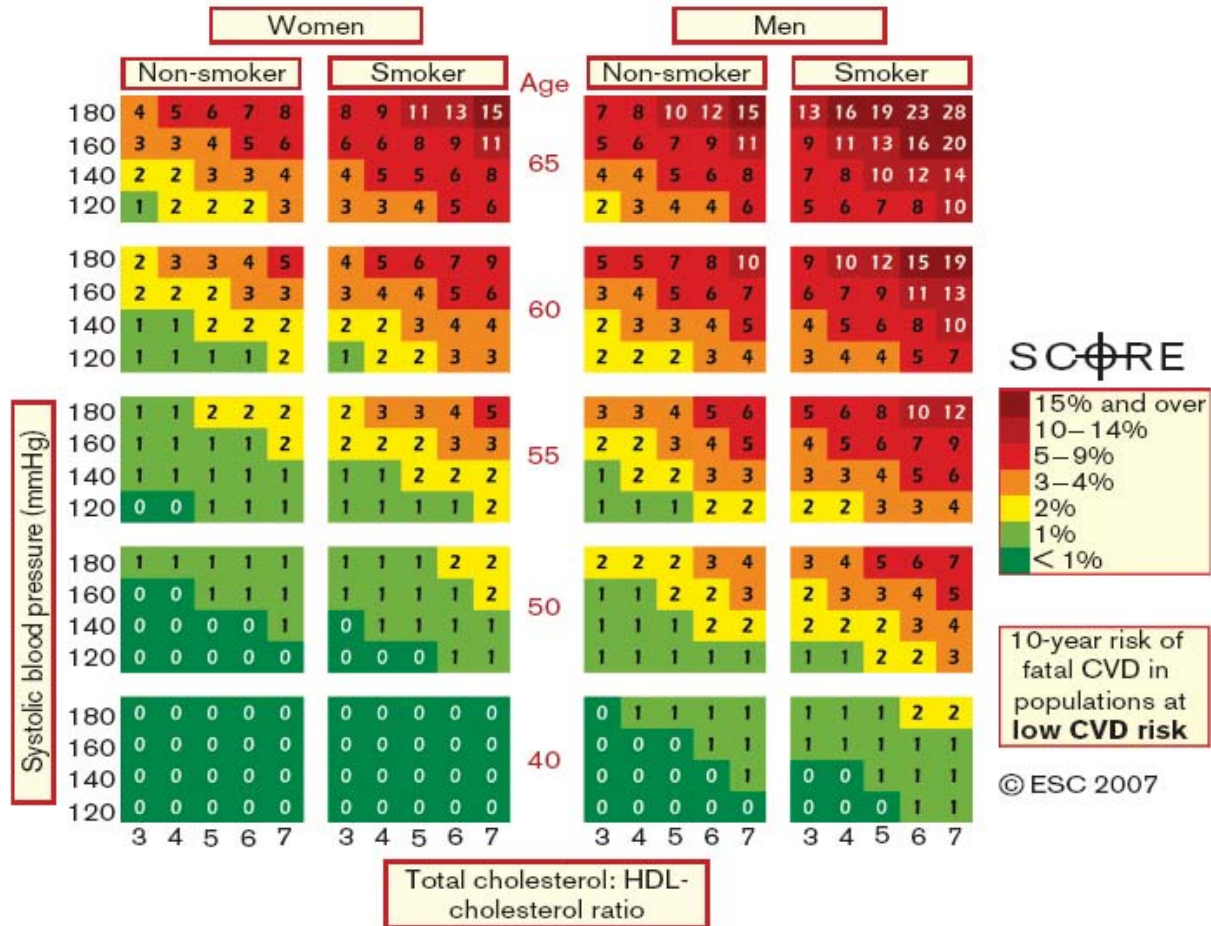 Women Men
Non-smoker Smoker Age Non-smoker Smoker
180 4 5 6 7 8 8 9 11 13 15 7 8 10 12 15 13 16 19 23 28
160 3 3 4 5 6 6 6 8 9 11 5 6 7 9 11 9 11 13 16 20
65
140 2 2 3 3 4 4 5 5 6 8 4 4 5 6 8 7 8 10 12 14
120 1 2 2 2 3 3 3 4 5 6 2 3 4 4 6 5 6 7 8 10
180 2 3 3 4 5 4 5 6 7 9 5 5 7 8 10 9 10 12 15 19
160 2 2 2 3 3 3 4 4 5 6 3 4 5 6 7 6 7 9 11 13
60
140 1 1 2 2 2 2 2 3 4 4 2 3 3 4 5 4 5 6 8 10
120 1 1 1 1 2 1 2 2 3 3 2 2 2 3 4 3 4 4 5 7
180 1 1 2 2 2 2 3 3 4 5 3 3 4 5 6 5 6 8 10 12
160 1 1 1 1 2 2 2 2 3 3 2 2 3 4 5 4 5 6 7 9
55
140 1 1 1 1 1 1 1 2 2 2 1 2 2 3 3 3 3 4 5 6
120 0 0 1 1 1 1 1 1 1 2 1 1 1 2 2 2 2 3 3 4
180 1 1 1 1 1 1 1 1 2 2 2 2 2 3 4 3 4 5 6 7
160 0 0 1 1 1 1 1 1 1 2 1 1 2 2 3 2 3 3 4 5
50
140 0 0 0 0 1 0 1 1 1 1 1 1 1 2 2 2 2 2 3 4
120 0 0 0 0 0 0 0 0 1 1 1 1 1 1 1 1 1 2 2 3
180 0 0 0 0 0 0 0 0 0 0 0 1 1 1 1 1 1 1 2 2
160 0 0 0 0 0 0 0 0 0 0 0 0 0 1 1 1 1 1 1 1
40
140 0 0 0 0 0 0 0 0 0 0 0 0 0 0 1 0 0 1 1 1
120 0 0 0 0 0 0 0 0 0 0 0 0 0 0 0 0 0 0 1 1
3 4 5 6 7 3 4 5 6 7 3 4 5 6 7 3 4 5 6 7
Systolic blood pressure (mmHg)
Total cholesterol: HDL-
cholesterol ratio
SCORE
15% and over
10–14%
5–9%
3–4%
2%
1%
< 1%
10-year risk of
fatal CVD in
populations at
low CVD risk
© ESC 2007